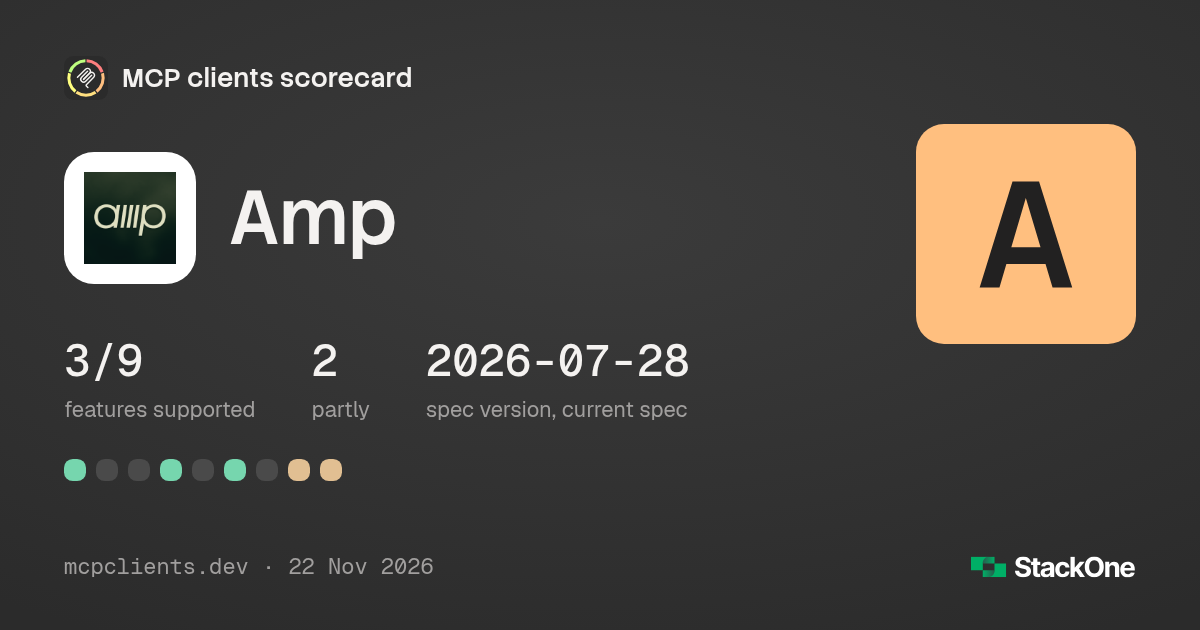 MCP clients scorecard
amp
Amp
A
3/9
features supported
2
partly
2026-07-28
spec version, current spec
mcpclients.dev · 22 Nov 2026
StackOne